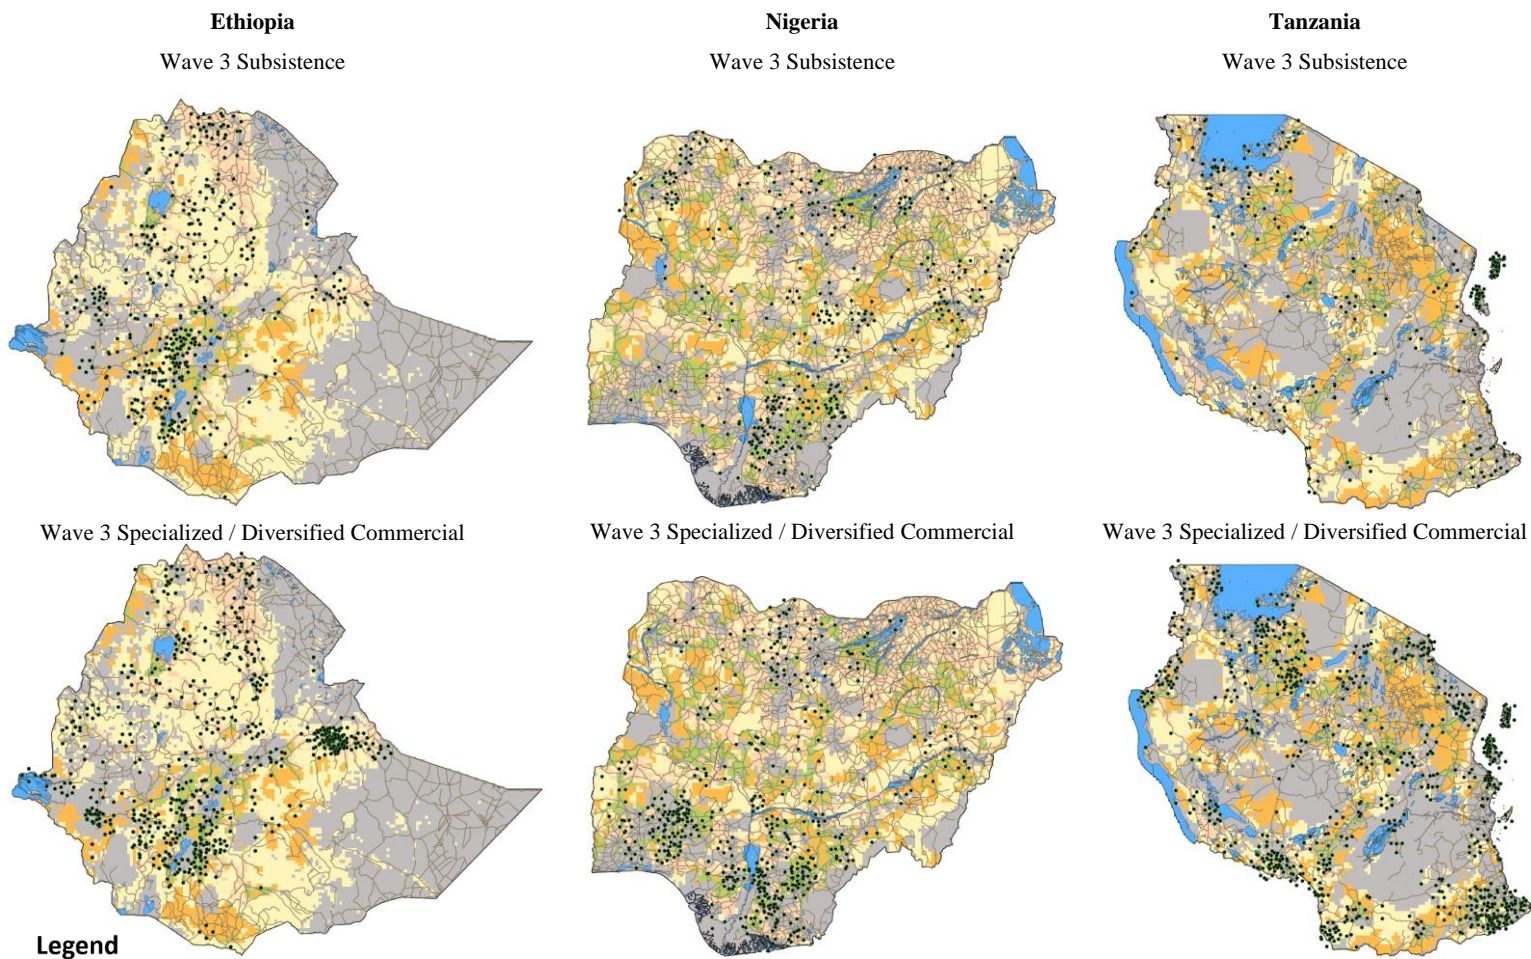 Ethiopia
Nigeria
Tanzania
Wave 3 Subsistence
Wave 3 Subsistence
Wave 3 Subsistence
Wave 3 Specialized / Diversified Commercial
Wave 3 Specialized / Diversified Commercial
Wave 3 Specialized / Diversified Commercial
Legend